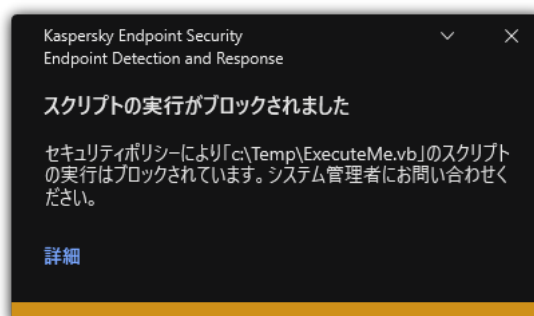 Kaspersky Endpoint Security
Endpoint Detection and Response
スクリプトの実行がブロックされました
セキュリティポリシーにより「c:\Temp\ExecuteMe.vb」のスクリプト
の実行はブロックされています。システム管理者にお問い合わせく
ださい。
詳細